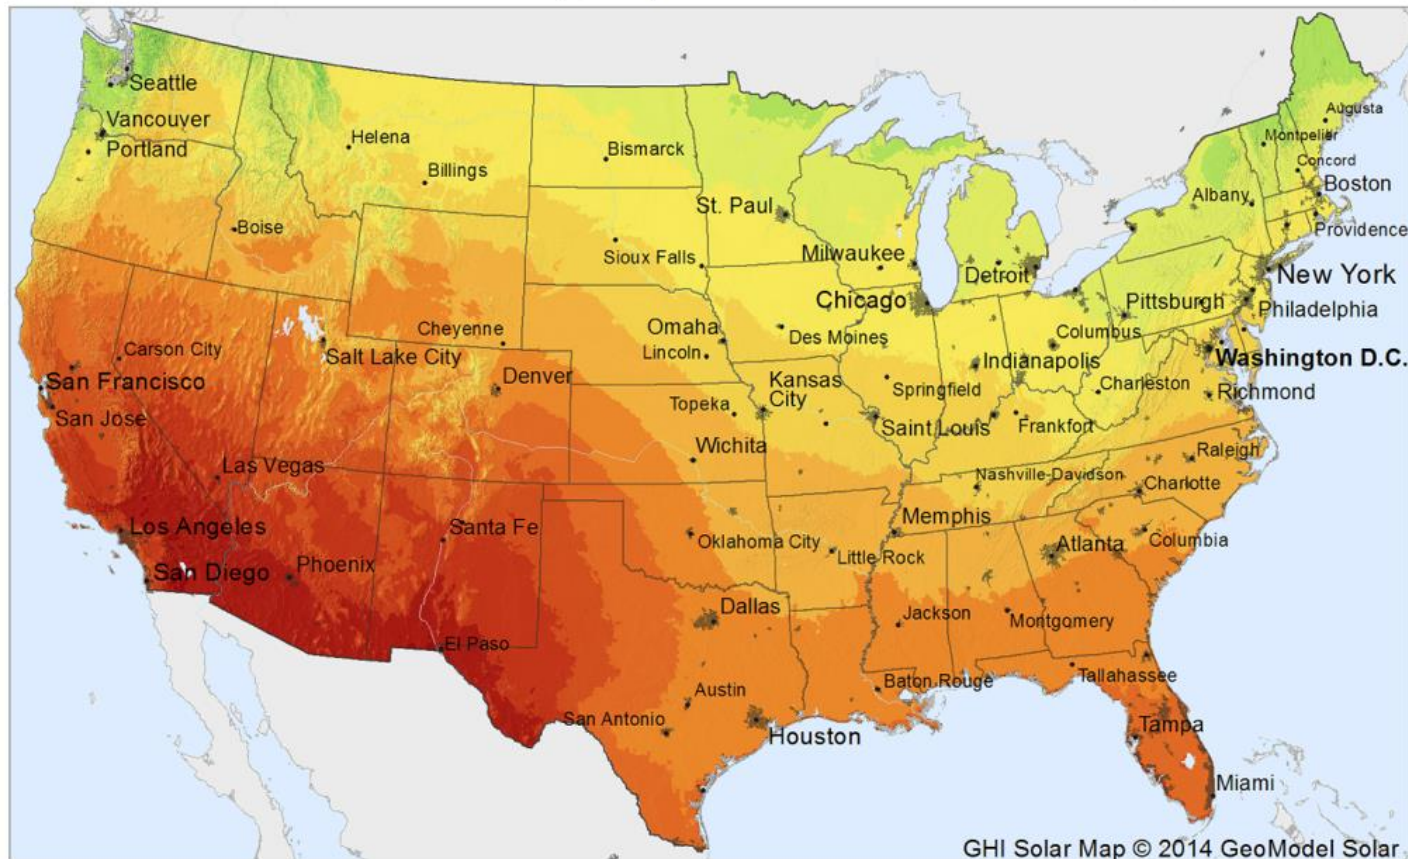 Seattle
Vancouver
Portland
Helena
Billings
Bismarck
Boise
St. Paul
Sioux Falls
Milwaukee
Detroit
Chicago
Augusta
Montpelier
Concord
Albany
Boston
Providence
New York
Pittsburgh
Philadelphia
Cheyenne
Omaha
Lincoln
Des Moines
Columbus
Indianapolis
Washington D.C.
Carson City
Salt Lake City
Denver
Kansas
City
Springfield
Charleston
Richmond
San Francisco
San Jose
Topeka
Saint Louis
Frankfort
Wichita
Las Vegas
Nashville-Davidson
Raleigh
Charlotte
Los Angeles
Santa Fe
Oklahoma City
Memphis
Little Rock
Atlanta
Columbia
San Diego
Phoenix
Dallas
Jackson
Montgomery
El Paso
Austin
San Antonio
Houston
Baton Rouge
Tallahassee
Tampa
Miami
GHI Solar Map © 2014 GeoModel Solar